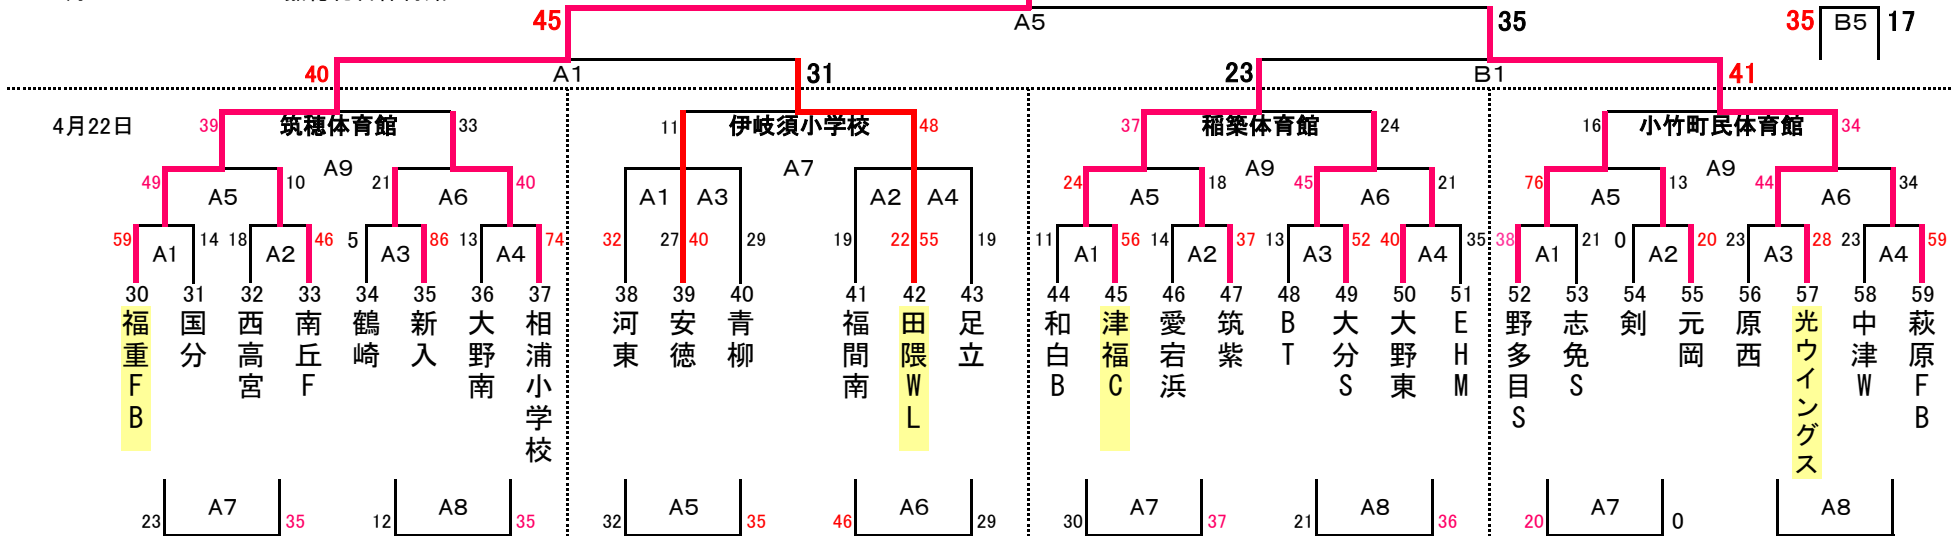 45 A5 35 35 B5 17
40 A1 31 23 B1 41
4月22日 39 筑穂体育館 33 11 伊岐須小学校 48 37 稲築体育館 24 16 小竹町民体育館 34
A9 A7 A9 A9
49 A5 10 21 A6 40 A1 A3 A2 A4 24 A5 18 45 A6 21 76 A5 13 44 A6 34
59 A1 14 18 A2 46 5 A3 86 13 A4 74 32 27 40 29 19 22 55 19 11 A1 56 14 A2 37 13 A3 52 40 A4 35 38 A1 21 0 A2 20 23 A3 28 23 A4 59
30 31 32 33 34 35 36 37 38 39 40 41 42 43 44 45 46 47 48 49 50 51 52 53 54 55 56 57 58 59
福重FB
国分
西高宮
南丘F
鶴崎
新入
大野南
相浦小学校
河東
安徳
青柳
福間南
田隈WL
足立
和白B
津福C
愛宕浜
筑紫
BT
大分S
大野東
EHM
野多目S
志免S
剣
元岡
原西
光ウイングス
中津W
萩原FB
23 A7 35 12 A8 35 32 A5 35 46 A6 29 30 A7 37 21 A8 36 20 A7 0 A8